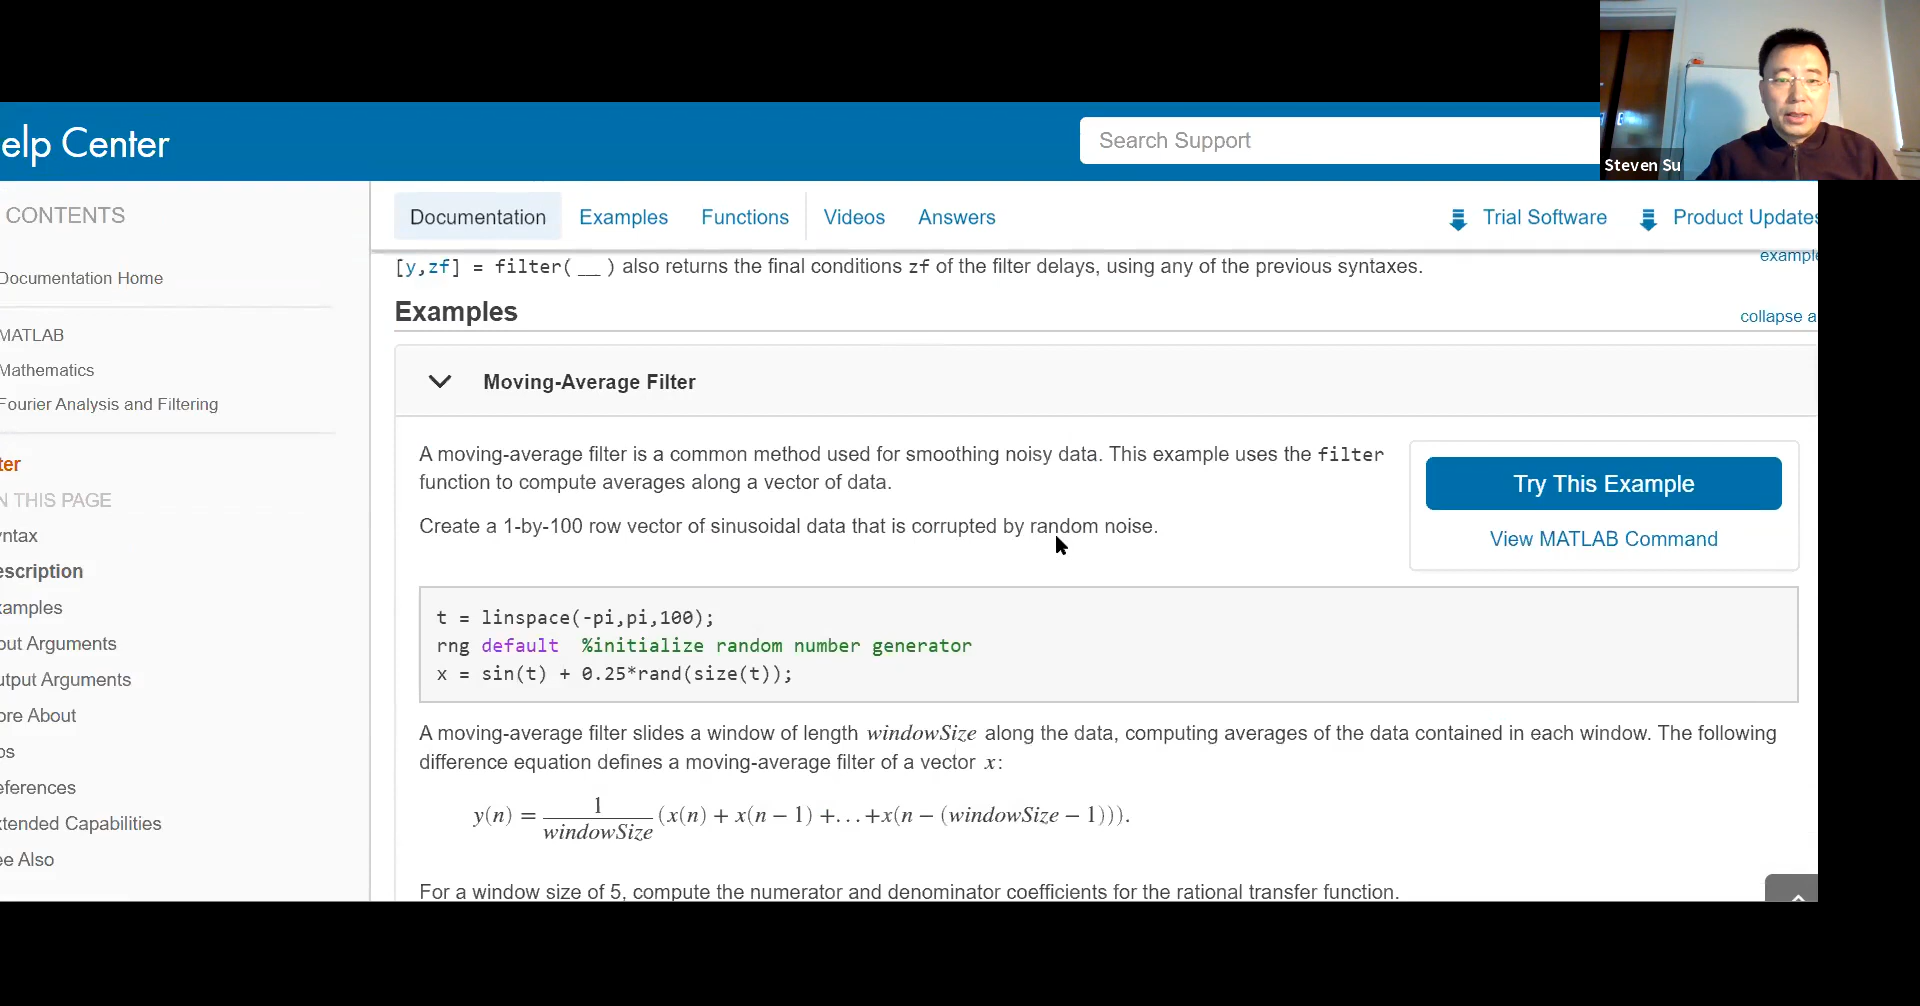 elp Center
Search Support
Steven Su
CONTENTS
Documentation Home
MATLAB
Mathematics
Fourier Analysis and Filtering
ter
N THIS PAGE
ntax
escription
amples
out Arguments
utput Arguments
ore About
os
eferences
tended Capabilities
ee Also
Documentation Examples Functions Videos Answers Trial Software Product Updates
[y,zf] = filter( __ ) also returns the final conditions zf of the filter delays, using any of the previous syntaxes.
example
Examples
collapse a
Moving-Average Filter
A moving-average filter is a common method used for smoothing noisy data. This example uses the filter
function to compute averages along a vector of data.
Create a 1-by-100 row vector of sinusoidal data that is corrupted by random noise.
Try This Example
View MATLAB Command
t = linspace(-pi,pi,100);
rng default %initialize random number generator
x = sin(t) + 0.25*rand(size(t));
A moving-average filter slides a window of length windowSize along the data, computing averages of the data contained in each window. The following
difference equation defines a moving-average filter of a vector x:
y(n) = 1/windowSize (x(n) + x(n − 1) +...+x(n − (windowSize − 1))).
For a window size of 5, compute the numerator and denominator coefficients for the rational transfer function.